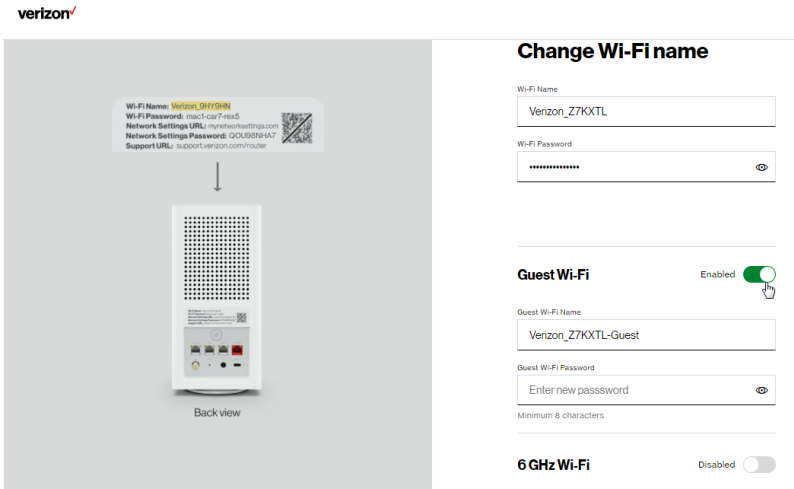 verizon
Wi-Fi Name: Verizon_9HY9HN
Wi-Fi Password: mac1-car7-rex5
Network Settings URL: mynetworksettings.com
Network Settings Password: QOU98NHA7
Support URL: support.verizon.com/router
Back view
Change Wi-Fi name
Wi-Fi Name
Verizon_Z7KXTL
Wi-Fi Password
•••••••••••••••
Guest Wi-Fi
Enabled
Guest Wi-Fi Name
Verizon_Z7KXTL-Guest
Guest Wi-Fi Password
Enter new passsword
Minimum 8 characters
6 GHz Wi-Fi
Disabled